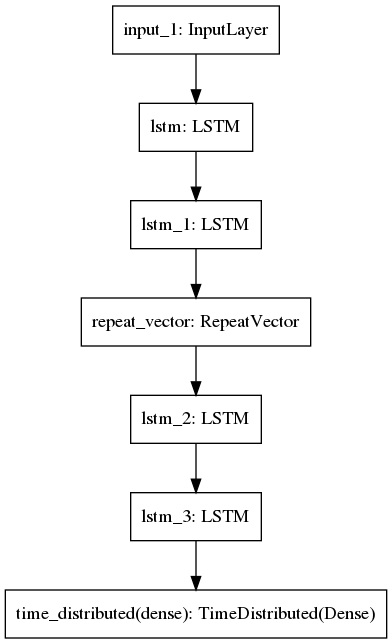 input_1: InputLayer
lstm: LSTM
lstm_1: LSTM
repeat_vector: RepeatVector
lstm_2: LSTM
lstm_3: LSTM
time_distributed(dense): TimeDistributed(Dense)